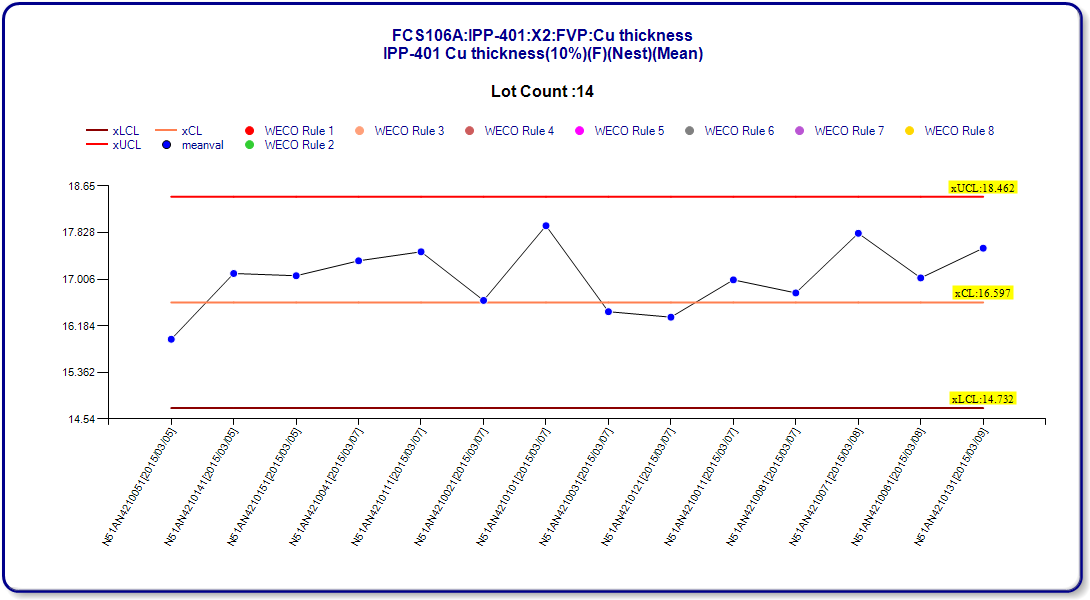 FCS106A:IPP-401:X2:FVP:Cu thickness
IPP-401 Cu thickness(10%)(F)(Nest)(Mean)
Lot Count :14
xLCL xCL WECO Rule 1 WECO Rule 3 WECO Rule 4 WECO Rule 5 WECO Rule 6 WECO Rule 7 WECO Rule 8
xUCL meanval WECO Rule 2
18.65
xUCL:18.462
17.828
17.006
xCL:16.597
16.184
15.362
xLCL:14.732
14.54
N51AN4210051[2015/03/05]
N51AN4210141[2015/03/05]
N51AN4210151[2015/03/05]
N51AN4210041[2015/03/07]
N51AN4210111[2015/03/07]
N51AN4210021[2015/03/07]
N51AN4210101[2015/03/07]
N51AN4210031[2015/03/07]
N51AN4210121[2015/03/07]
N51AN4210011[2015/03/07]
N51AN4210081[2015/03/07]
N51AN4210071[2015/03/08]
N51AN4210061[2015/03/08]
N51AN4210131[2015/03/09]